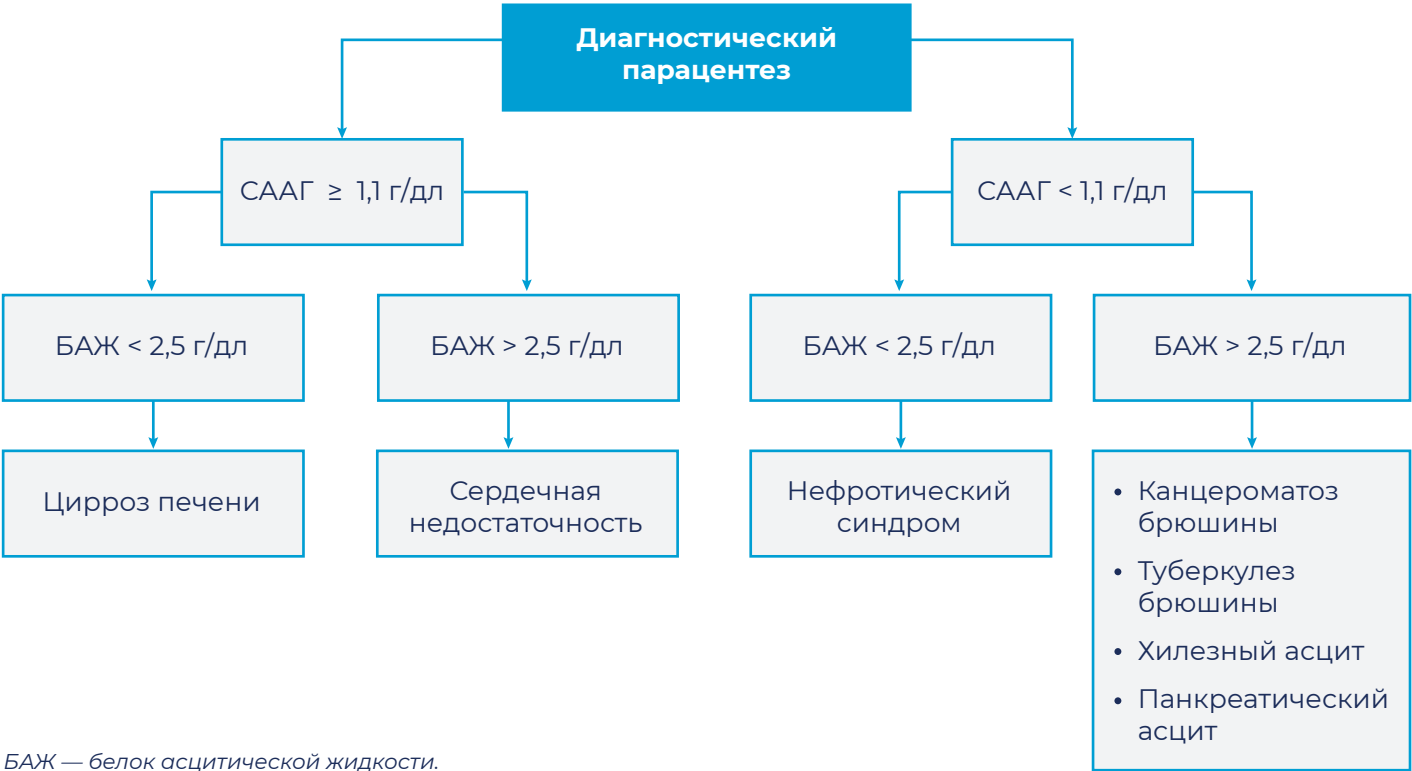 Диагностический
парацентез
СААГ ≥ 1,1 г/дл
СААГ < 1,1 г/дл
БАЖ < 2,5 г/дл
БАЖ > 2,5 г/дл
БАЖ < 2,5 г/дл
БАЖ > 2,5 г/дл
Цирроз печени
Сердечная
недостаточность
Нефротический
синдром
• Канцероматоз
брюшины
• Туберкулез
брюшины
• Хилезный асцит
• Панкреатический
асцит
БАЖ — белок асцитической жидкости.